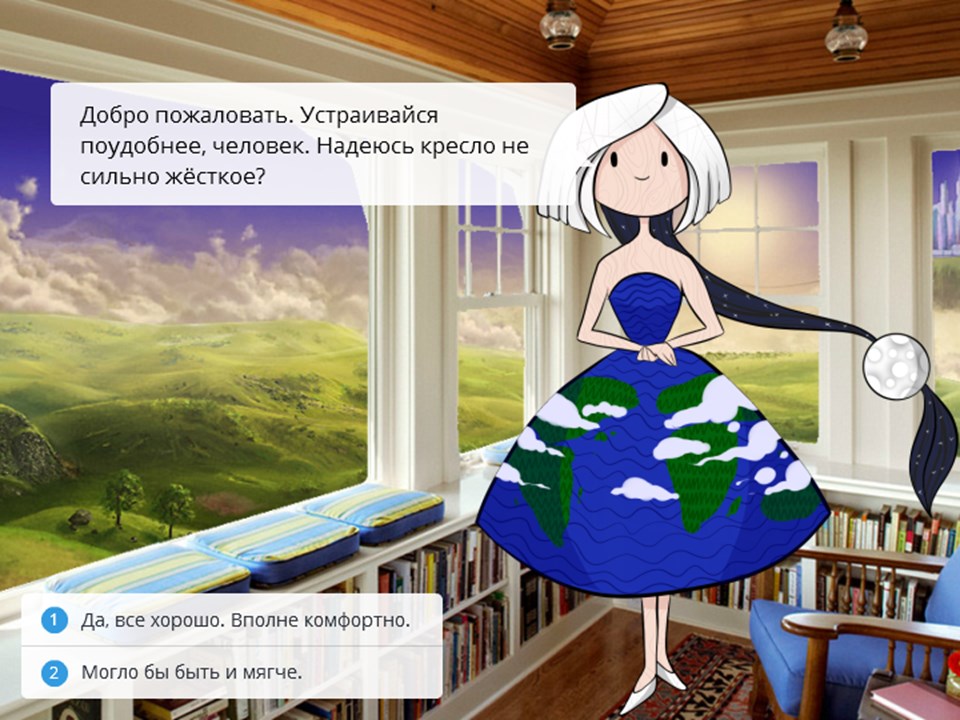 Добро пожаловать. Устраивайся
поудобнее, человек. Надеюсь кресло не
сильно жёсткое?
1 Да, все хорошо. Вполне комфортно.
2 Могло бы быть и мягче.